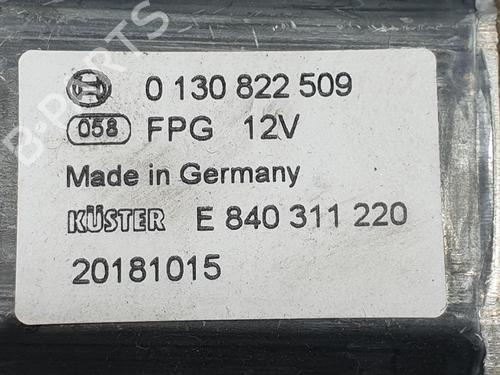 0 130 822 509
058 FPG 12V
Made in Germany
KÜSTER E 840 311 220
20181015
B-PARTS